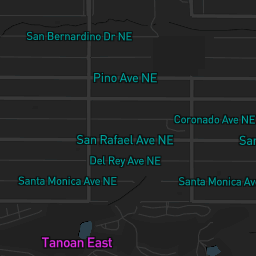 San Bernardino Dr NE
Pino Ave NE
Coronado Ave NE
San Rafael Ave NE
San
Del Rey Ave NE
Santa Monica Ave NE
Santa Monica Ave
Tanoan East